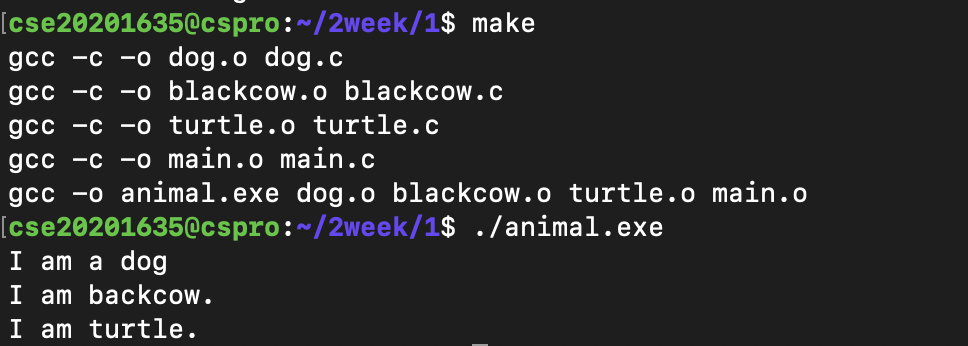 [cse20201635@cspro:~/2week/1$ make
gcc -c -o dog.o dog.c
gcc -c -o blackcow.o blackcow.c
gcc -c -o turtle.o turtle.c
gcc -c -o main.o main.c
gcc -o animal.exe dog.o blackcow.o turtle.o main.o
[cse20201635@cspro:~/2week/1$ ./animal.exe
I am a dog
I am backcow.
I am turtle.